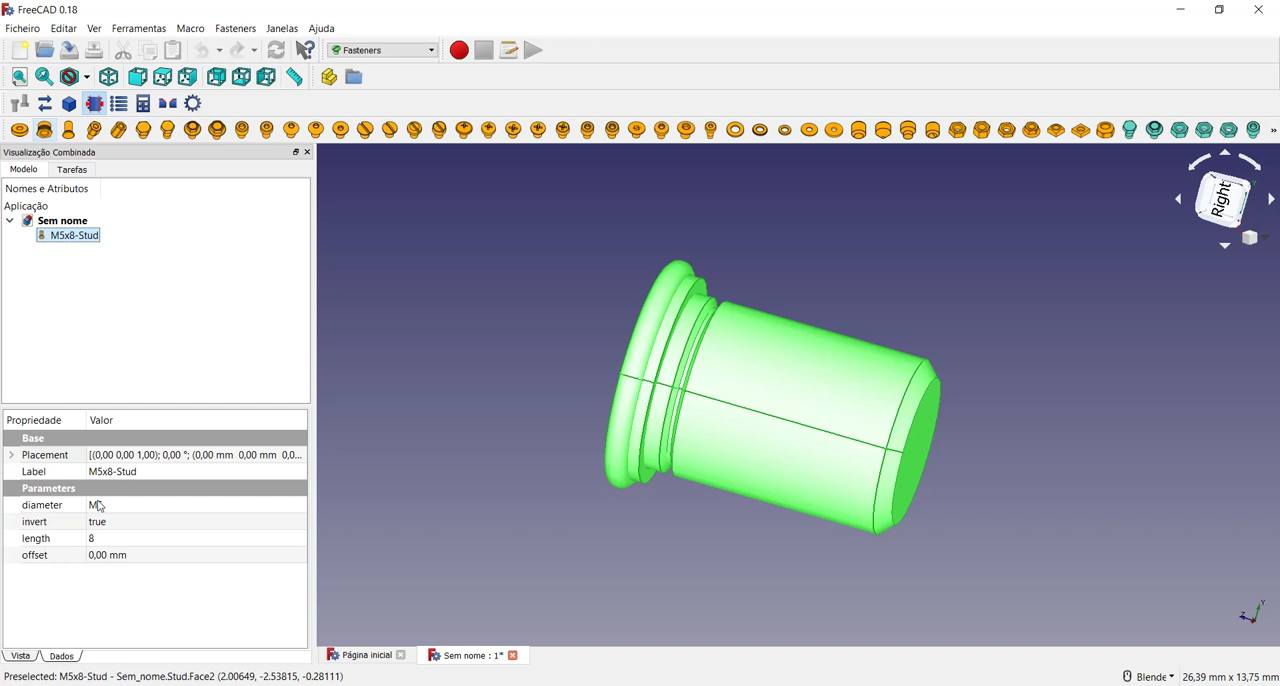 FreeCAD 0.18
Ficheiro Editar Ver Ferramentas Macro Fasteners Janelas Ajuda
Fasteners
»
Visualização Combinada
Modelo Tarefas
Nomes e Atributos
Aplicação
Sem nome
M5x8-Stud
Right
Propriedade Valor
Base
Placement [(0,00 0,00 1,00); 0,00 °; (0,00 mm 0,00 mm 0,0...
Label M5x8-Stud
Parameters
diameter
invert true
length 8
offset 0,00 mm
Y
Z
Vista Dados
Página inicial Sem nome : 1*
Preselected: M5x8-Stud - Sem_nome.Stud.Face2 (2.00649, -2.53815, -0.28111) Blende 26,39 mm x 13,75 mm